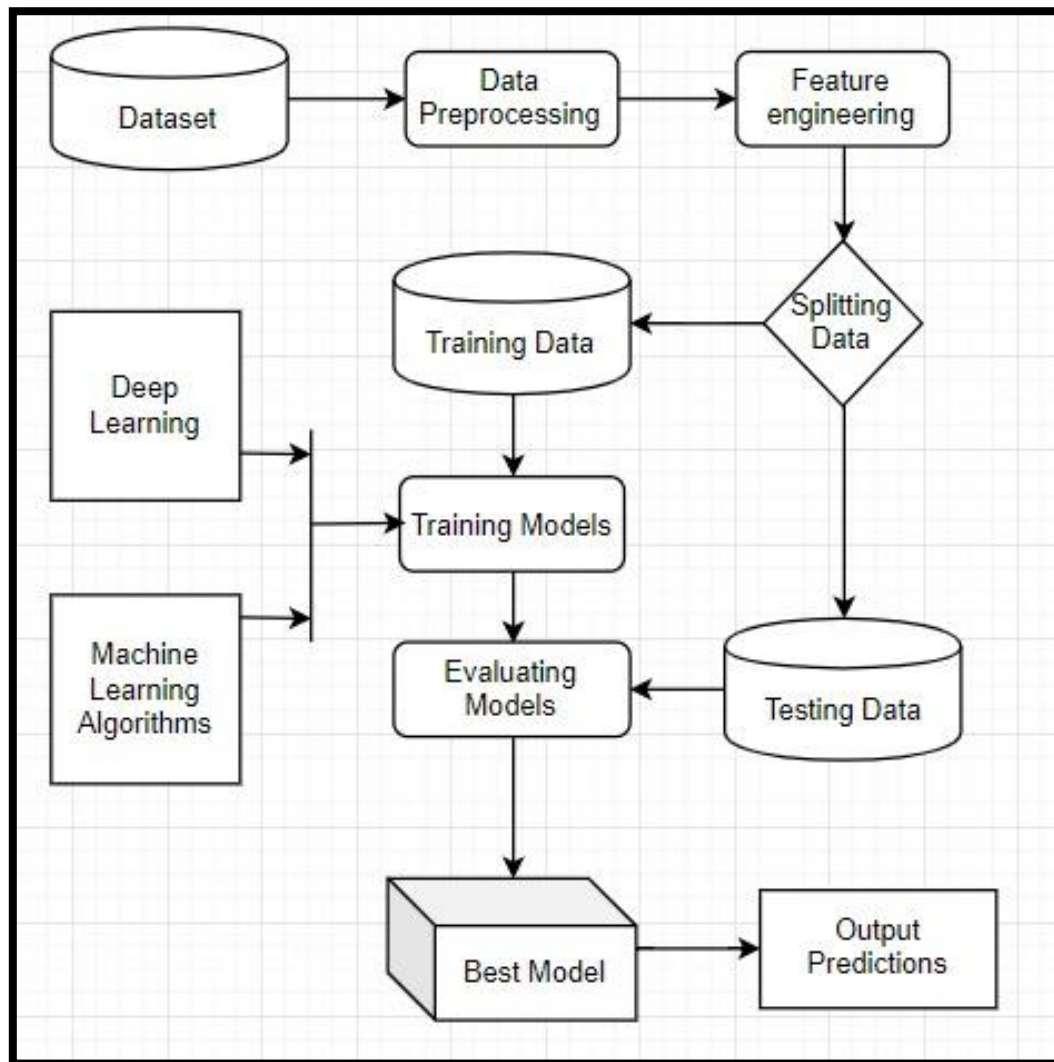 Dataset
Data
Preprocessing
Feature
engineering
Splitting
Data
Training Data
Deep
Learning
Training Models
Machine
Learning
Algorithms
Evaluating
Models
Testing Data
Best Model
Output
Predictions